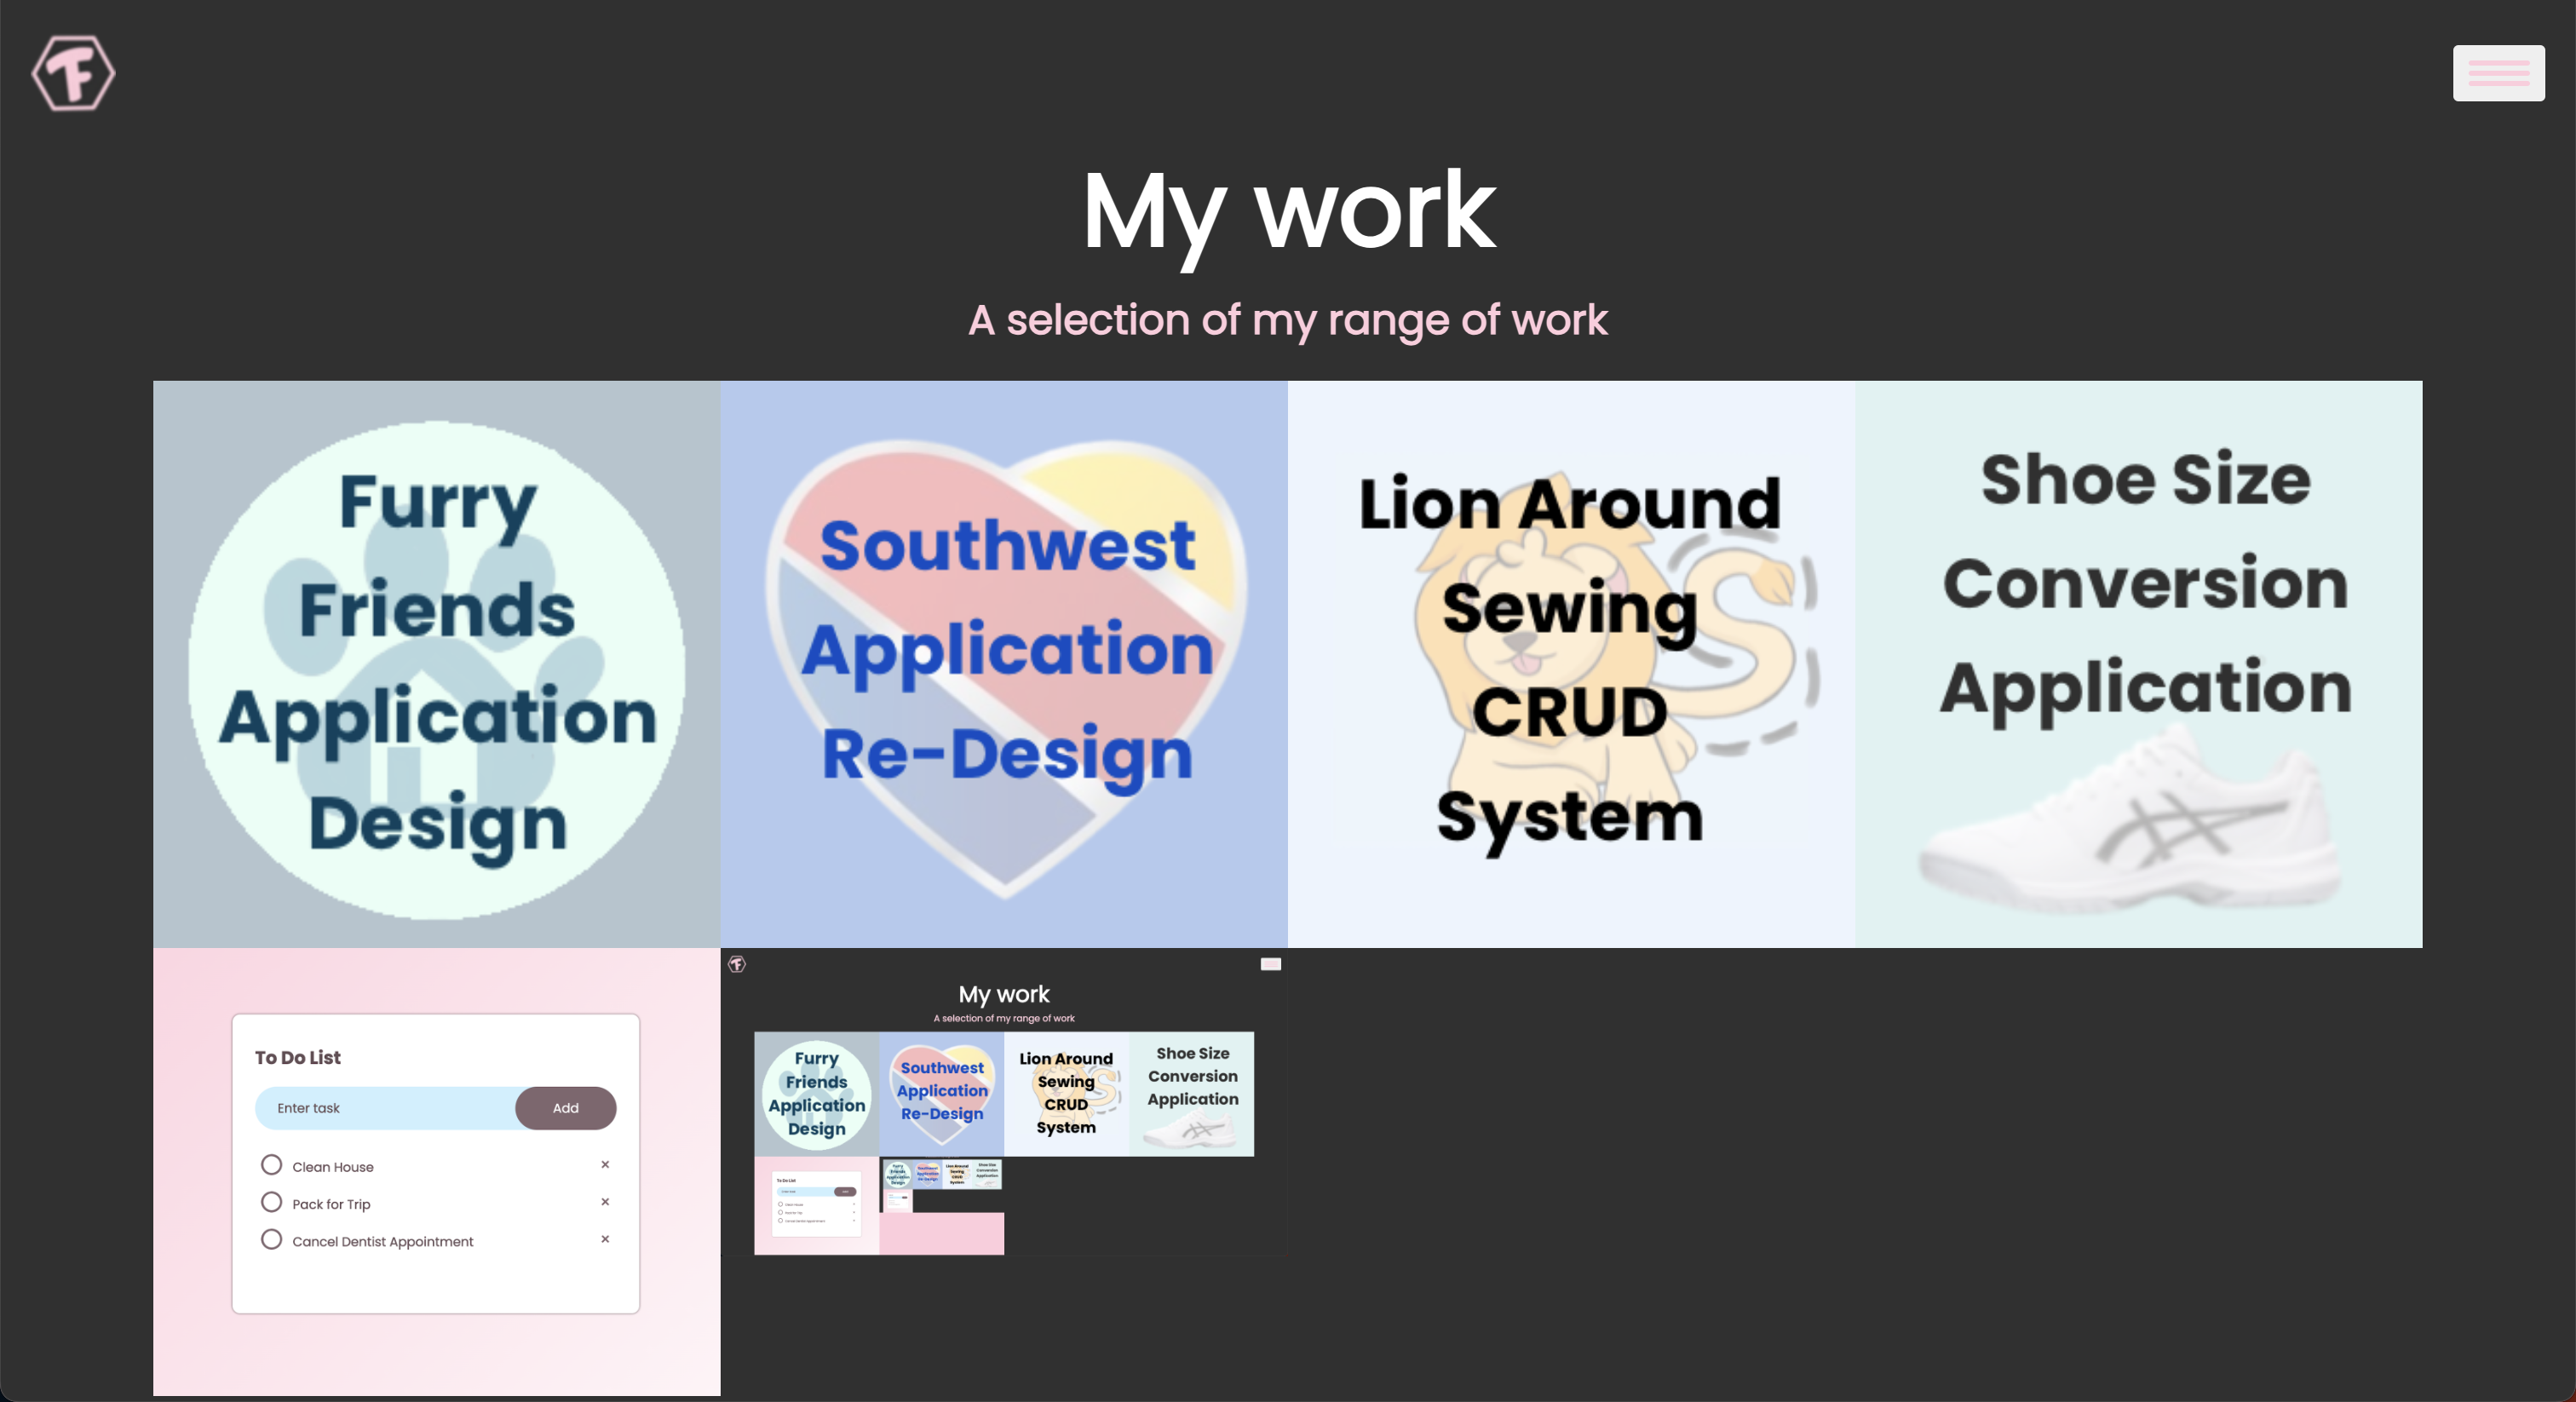 F
My work
A selection of my range of work
Furry
Friends
Application
Design
Southwest
Application
Re-Design
Lion Around
Sewing
CRUD
System
Shoe Size
Conversion
Application
To Do List
Enter task
Add
Clean House
×
Pack for Trip
×
Cancel Dentist Appointment
×
F
My work
A selection of my range of work
Furry
Friends
Application
Design
Southwest
Application
Re-Design
Lion Around
Sewing
CRUD
System
Shoe Size
Conversion
Application
To Do List